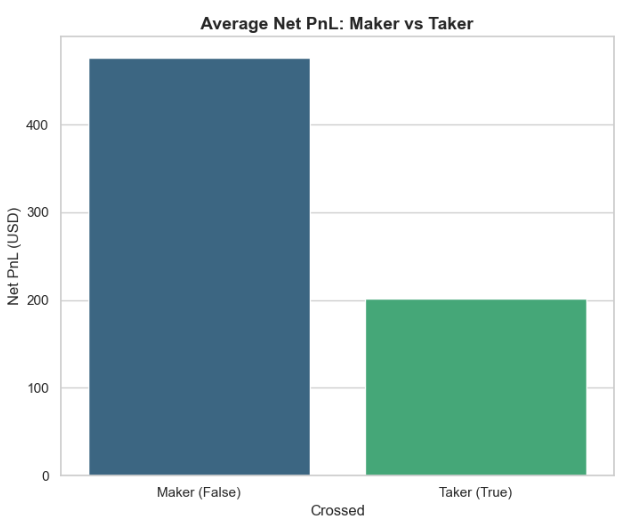 Average Net PnL: Maker vs Taker
Net PnL (USD)
400
300
200
100
0
Maker (False)
Taker (True)
Crossed